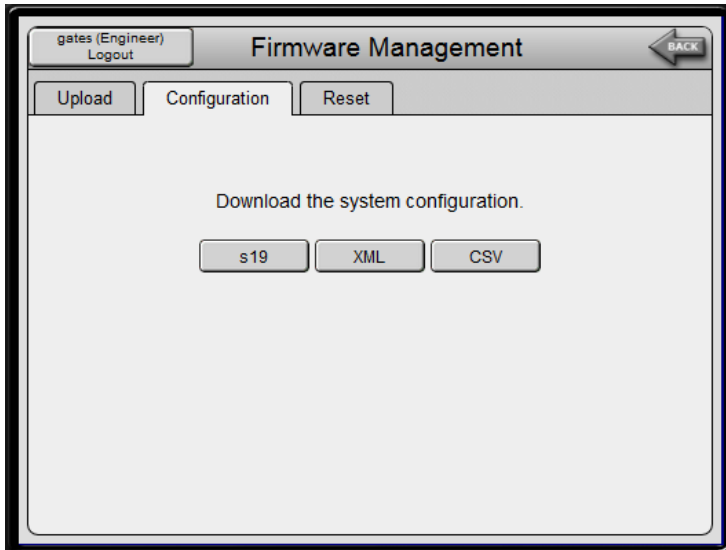 gates (Engineer)
Logout
Firmware Management
BACK
Upload
Configuration
Reset
Download the system configuration.
s19
XML
CSV